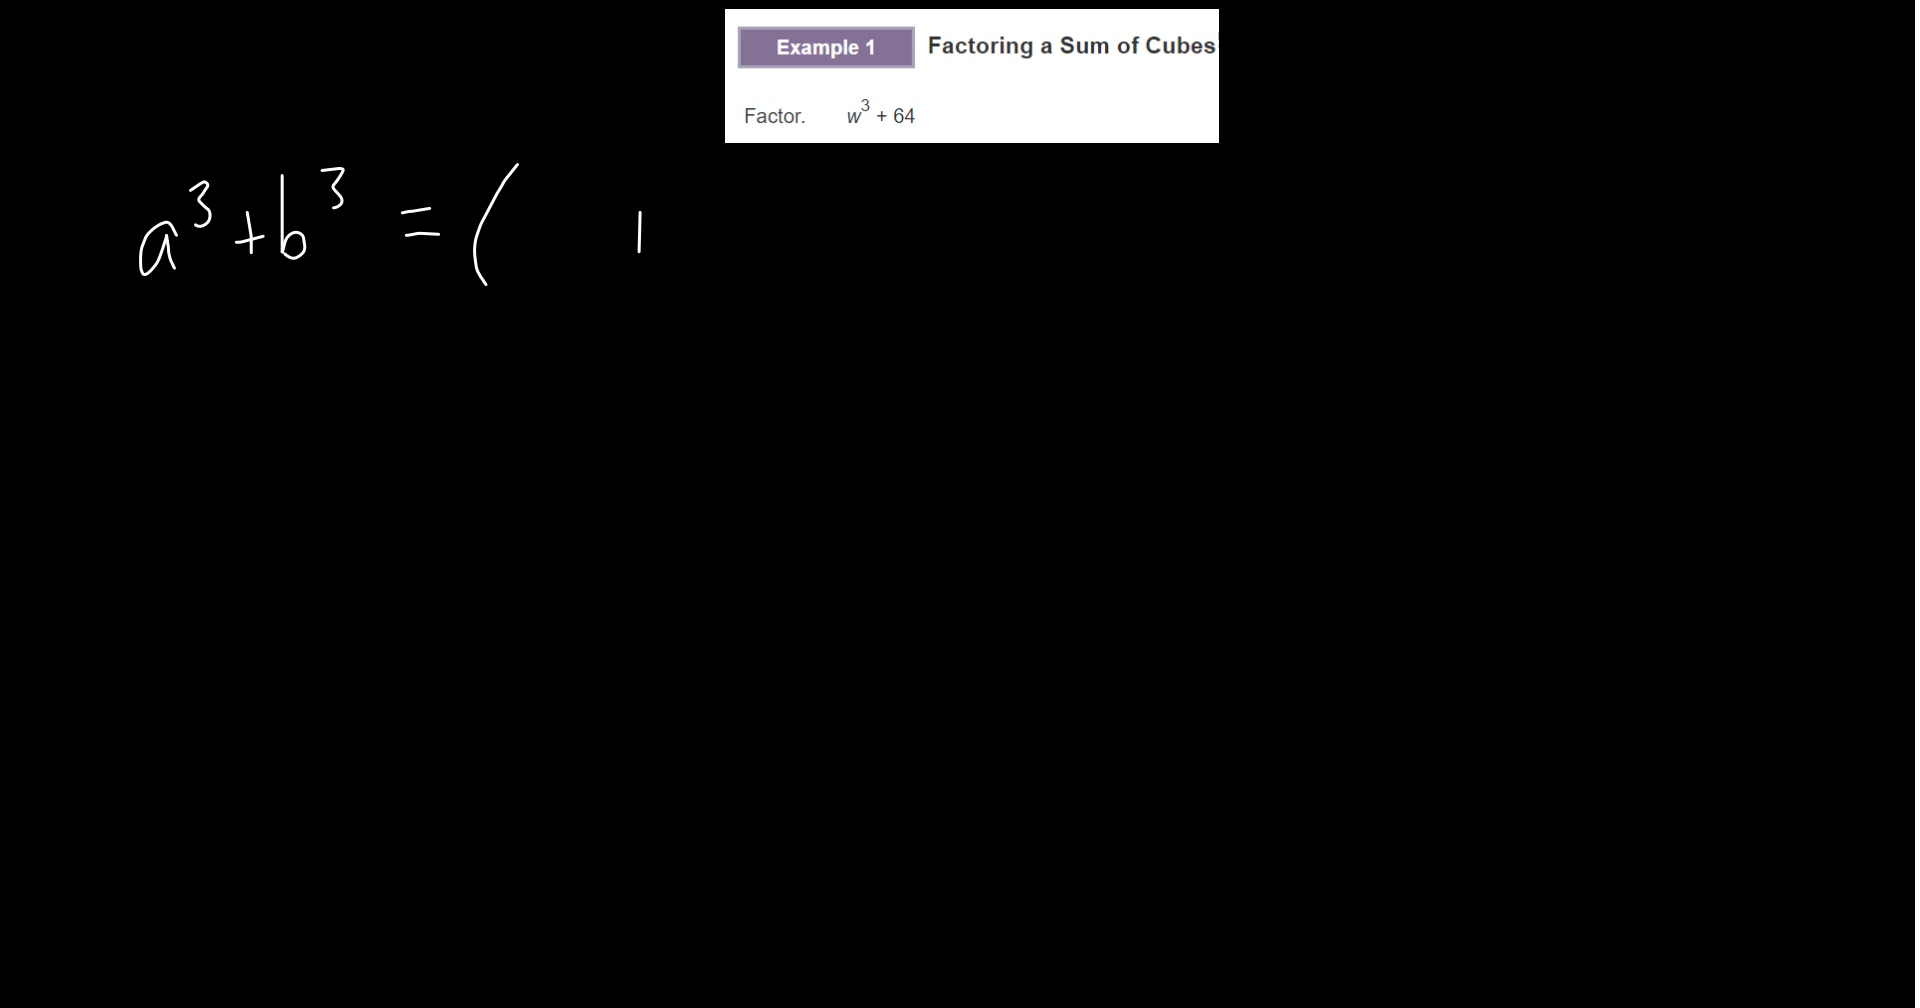 Example 1 Factoring a Sum of Cubes
Factor. w³ + 64
a³+b³ = (